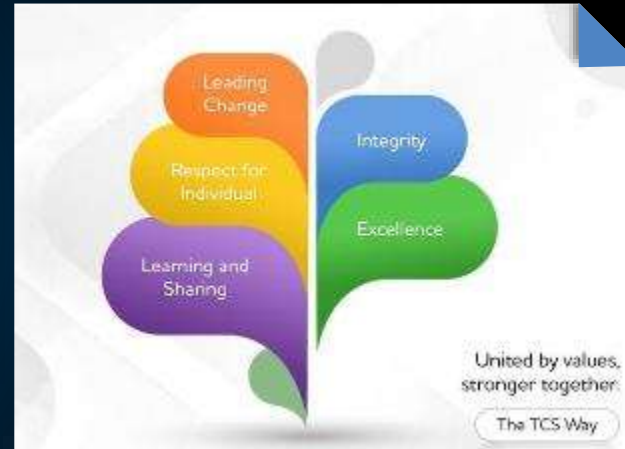 Leading
Change
Respect for
Individual
Learning and
Sharing
Integrity
Excellence
United by values,
stronger together.
The TCS Way